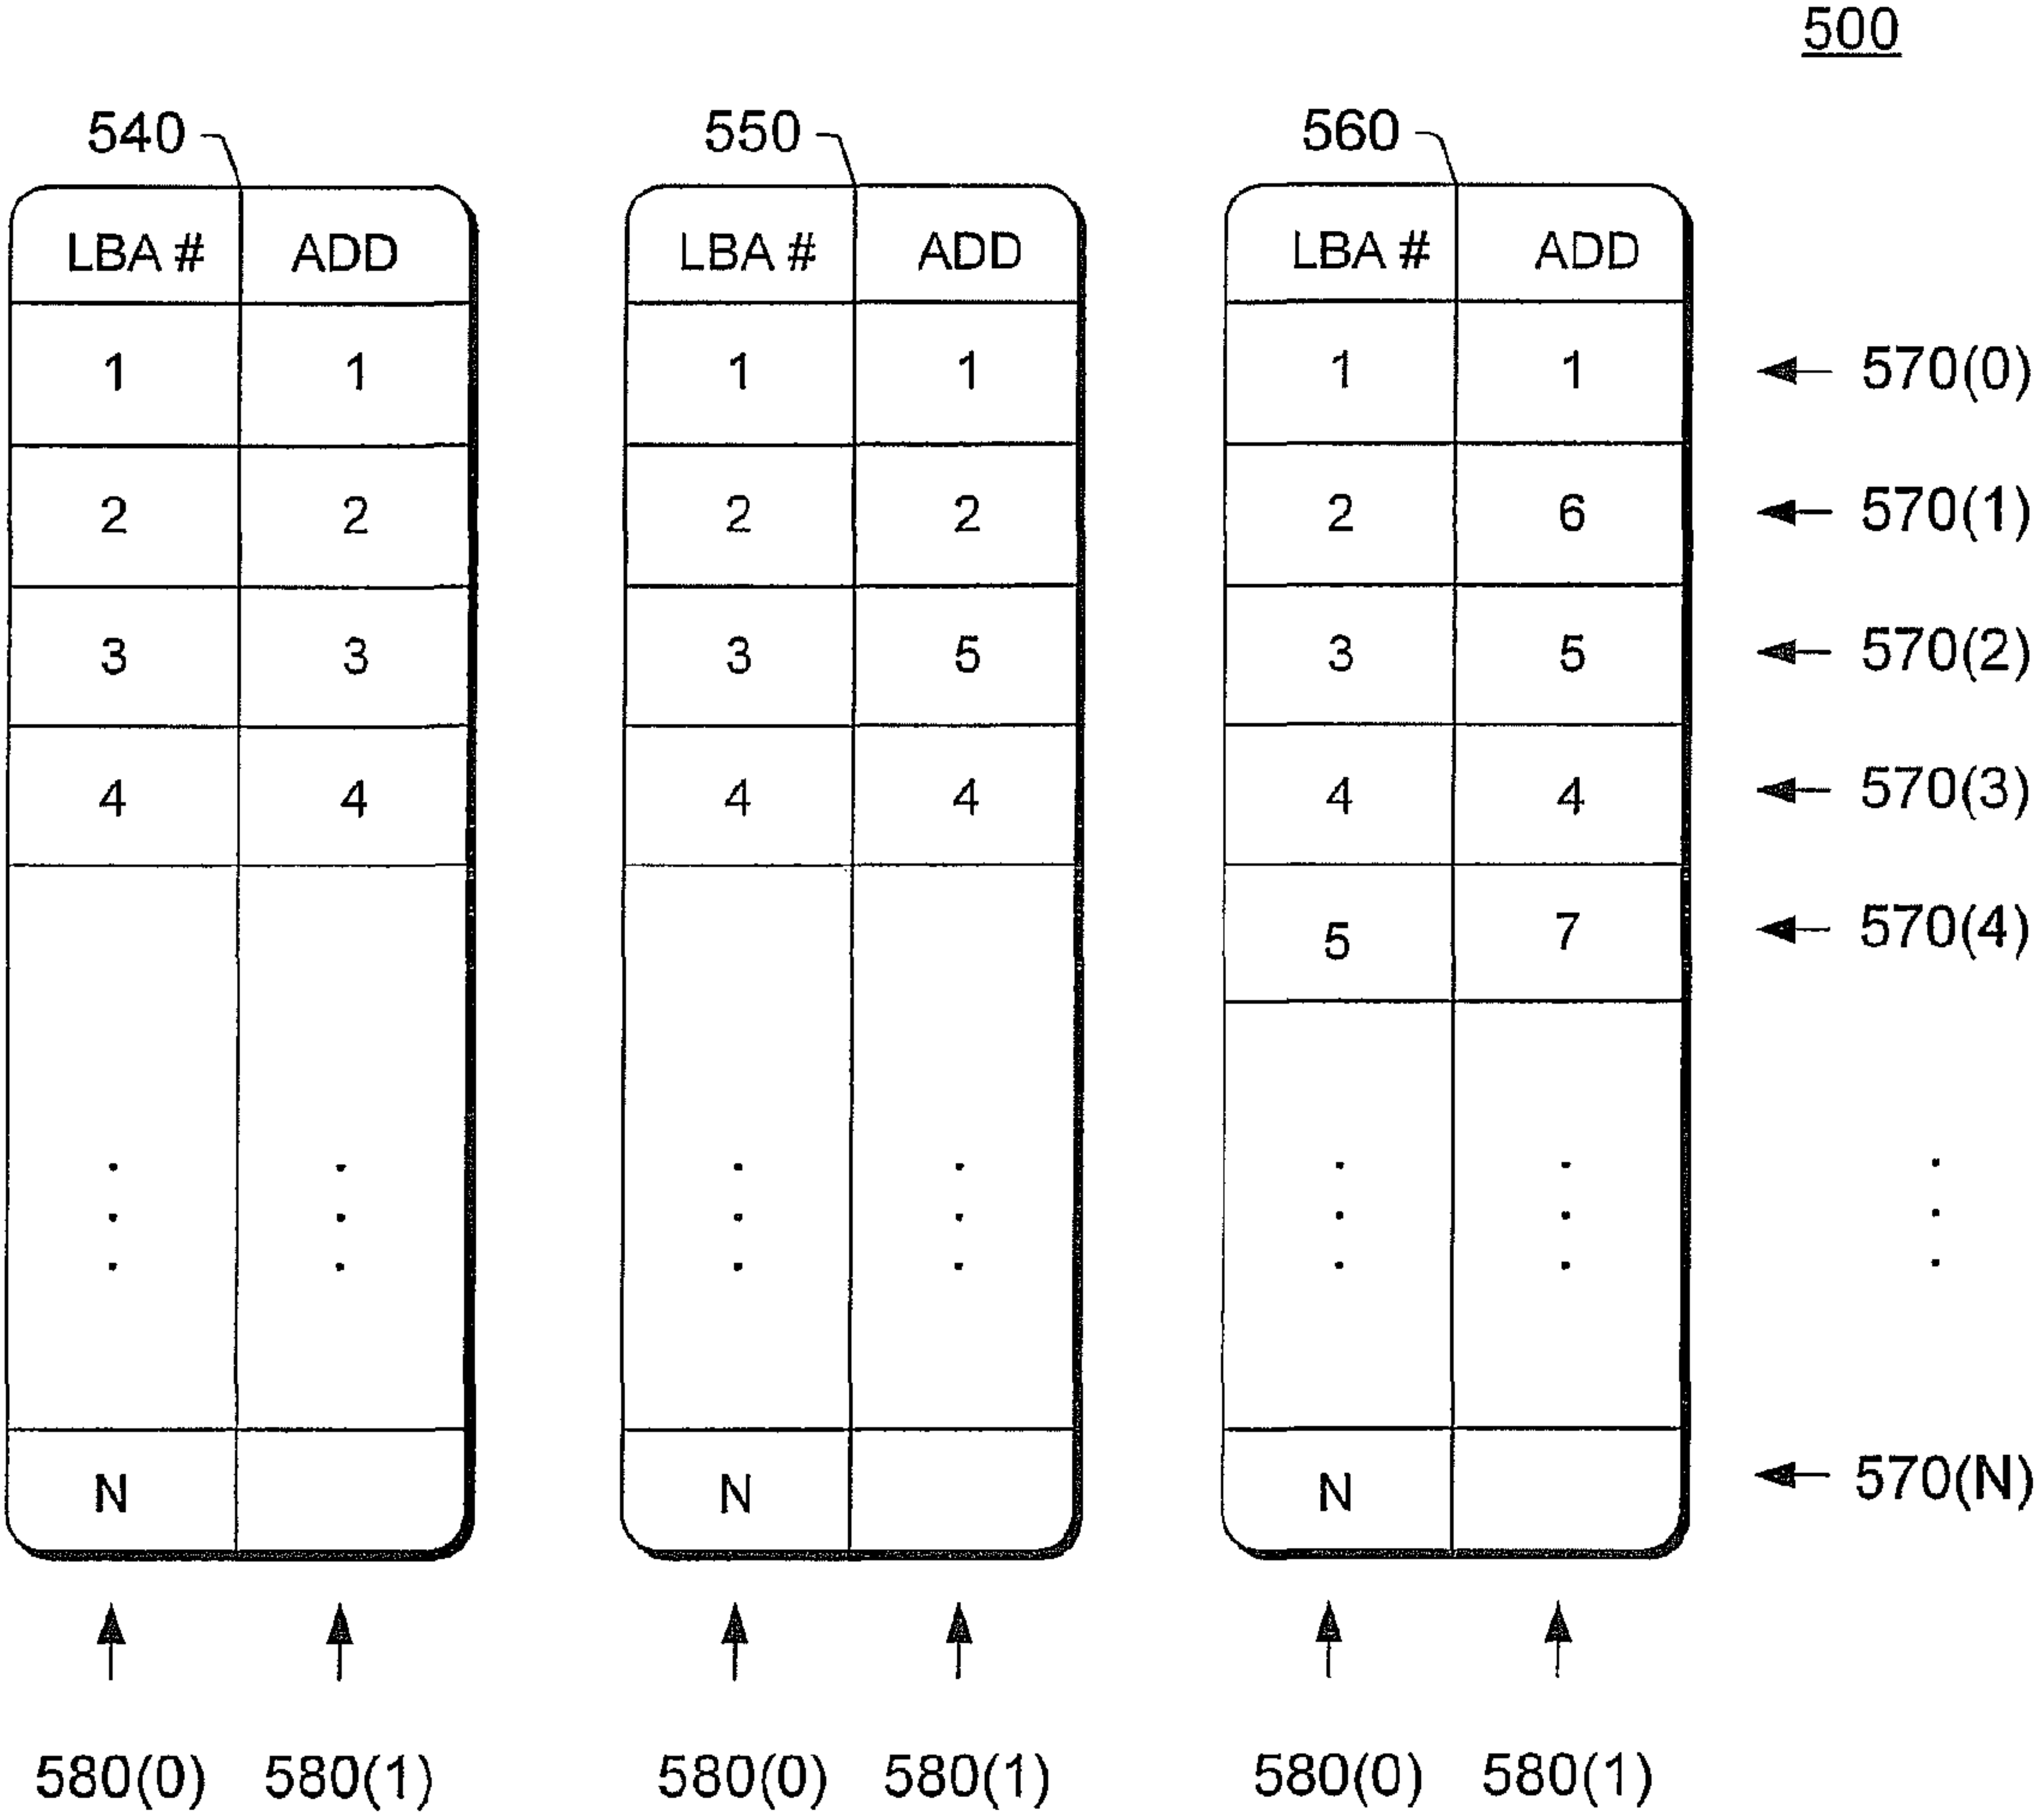 500
540 550 560
LBA # ADD LBA # ADD LBA # ADD
1 1 1 1 1 1 570(0)
2 2 2 2 2 6 570(1)
3 3 3 5 3 5 570(2)
4 4 4 4 4 4 570(3)
5 7 570(4)
N N N 570(N)
580(0) 580(1) 580(0) 580(1) 580(0) 580(1)